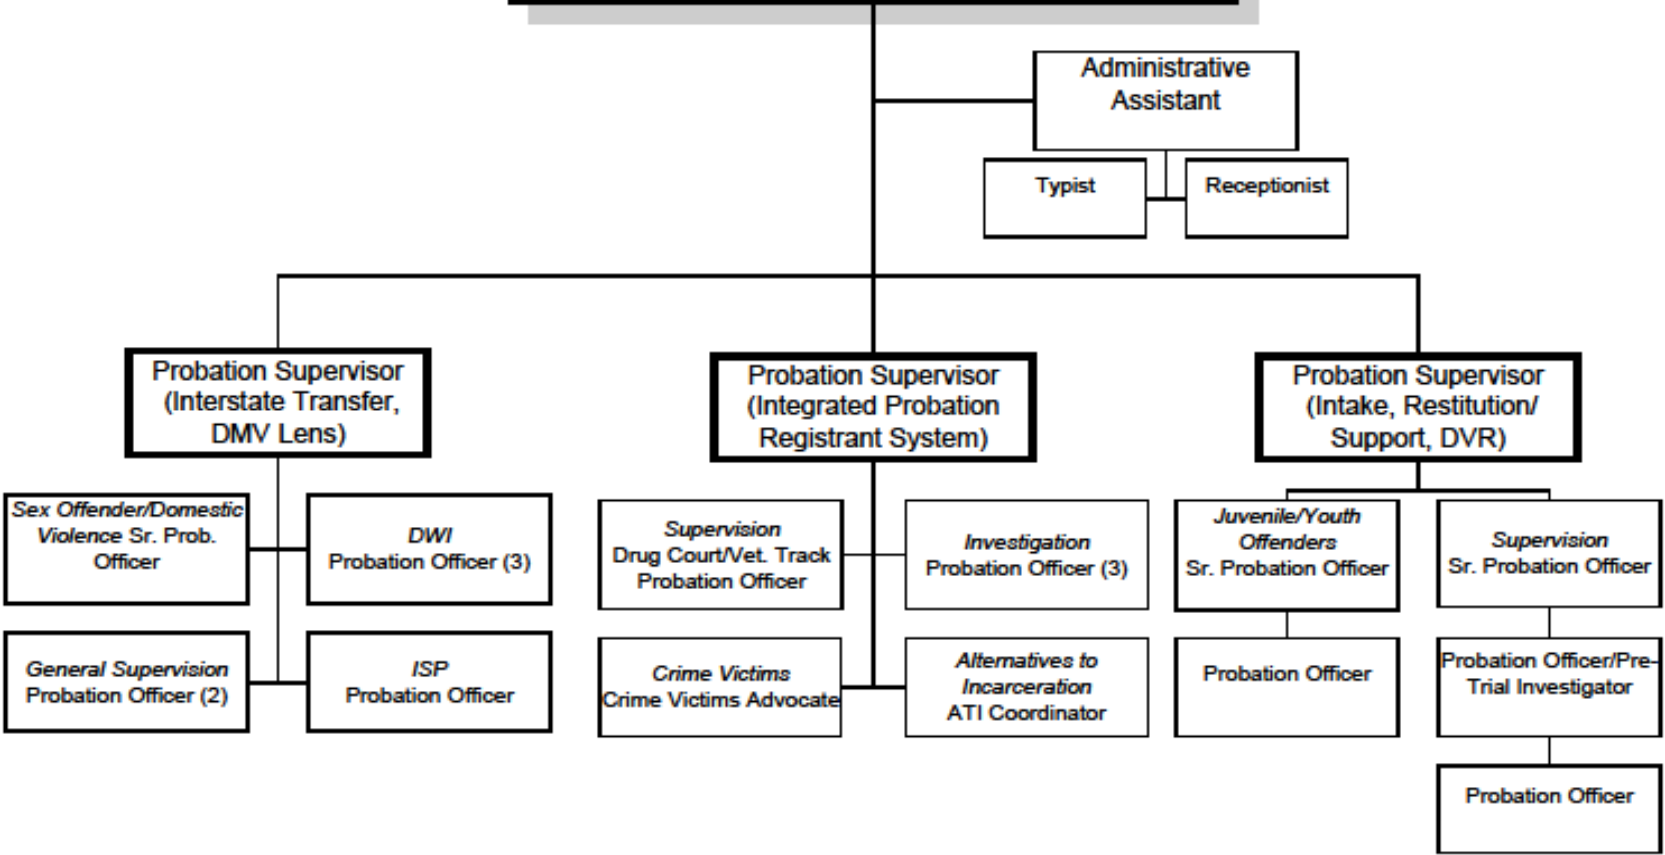 Administrative
Assistant
Typist
Receptionist
Probation Supervisor
(Interstate Transfer,
DMV Lens)
Probation Supervisor
(Integrated Probation
Registrant System)
Probation Supervisor
(Intake, Restitution/
Support, DVR)
Sex Offender/Domestic
Violence Sr. Prob.
Officer
DWI
Probation Officer (3)
General Supervision
Probation Officer (2)
ISP
Probation Officer
Supervision
Drug Court/Vet. Track
Probation Officer
Investigation
Probation Officer (3)
Crime Victims
Crime Victims Advocate
Alternatives to
Incarceration
ATI Coordinator
Juvenile/Youth
Offenders
Sr. Probation Officer
Supervision
Sr. Probation Officer
Probation Officer
Probation Officer/Pre-
Trial Investigator
Probation Officer